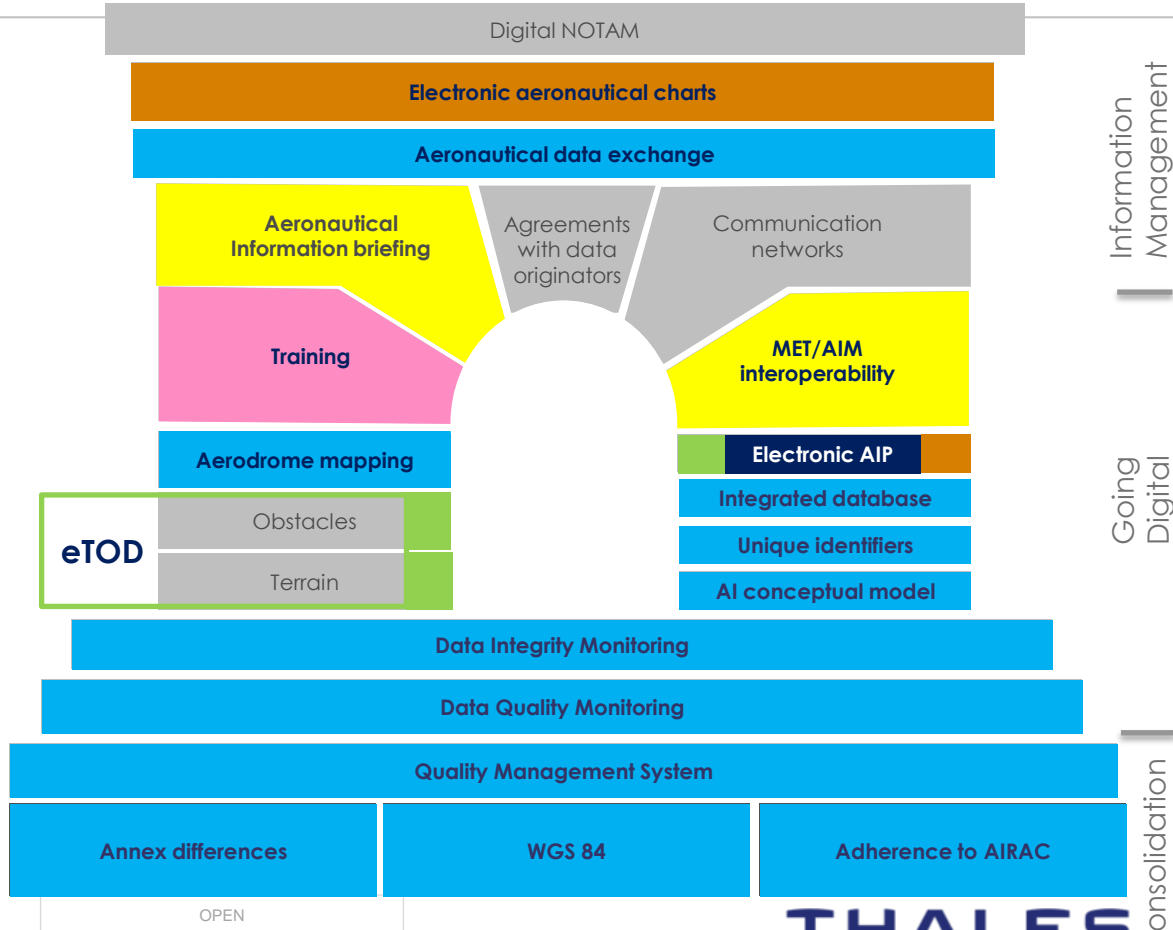 Digital NOTAM
Electronic aeronautical charts
Aeronautical data exchange
Aeronautical
Information briefing
Agreements
with data
originators
Communication
networks
Information
Management
Training
MET/AIM
interoperability
Aerodrome mapping
Electronic AIP
eTOD
Obstacles
Terrain
Integrated database
Unique identifiers
AI conceptual model
Going
Digital
Data Integrity Monitoring
Data Quality Monitoring
Quality Management System
Annex differences
WGS 84
Adherence to AIRAC
onsolidation
OPEN
THALES